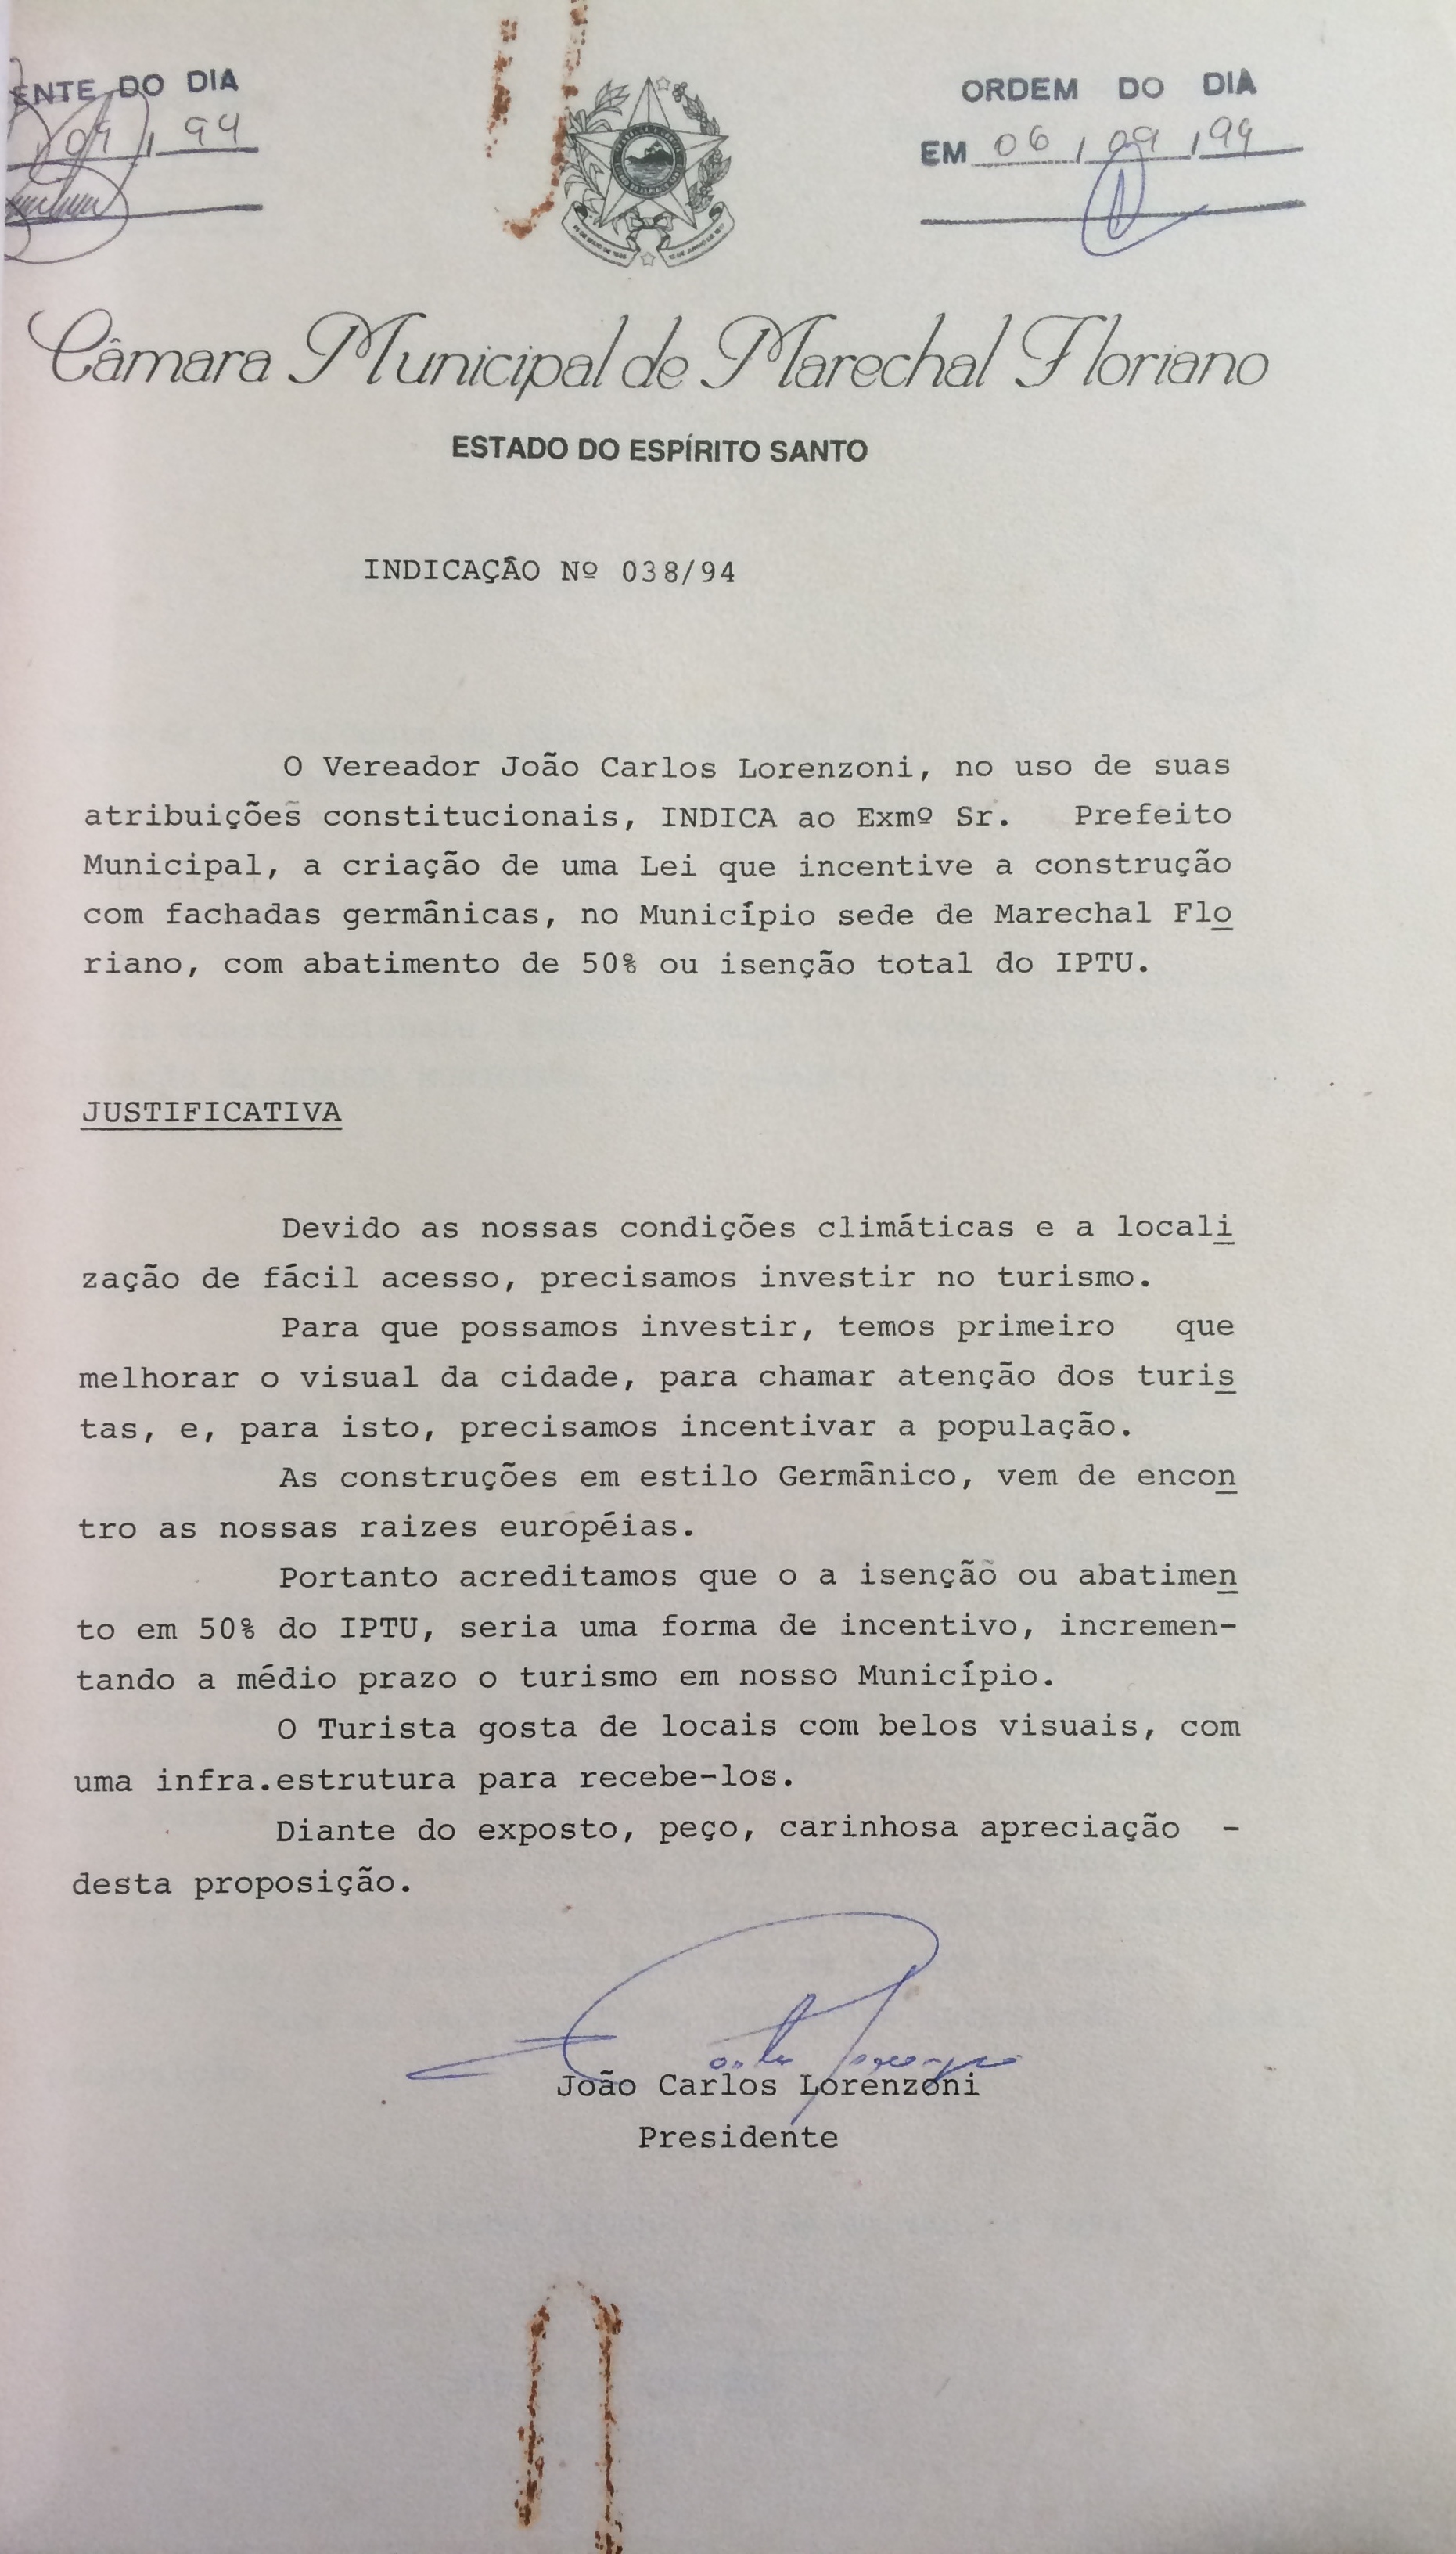 ENTE DO DIA
09 / 94
ORDEM DO DIA
EM 06 / 09 / 94
Câmara Municipal de Marechal Floriano
ESTADO DO ESPÍRITO SANTO
INDICAÇÃO Nº 038/94
O Vereador João Carlos Lorenzoni, no uso de suas
atribuições constitucionais, INDICA ao Exmº Sr. Prefeito
Municipal, a criação de uma Lei que incentive a construção
com fachadas germânicas, no Município sede de Marechal Flo
riano, com abatimento de 50% ou isenção total do IPTU.
JUSTIFICATIVA
Devido as nossas condições climáticas e a locali
zação de fácil acesso, precisamos investir no turismo.
Para que possamos investir, temos primeiro que
melhorar o visual da cidade, para chamar atenção dos turis
tas, e, para isto, precisamos incentivar a população.
As construções em estilo Germânico, vem de encon
tro as nossas raizes européias.
Portanto acreditamos que o a isenção ou abatimen
to em 50% do IPTU, seria uma forma de incentivo, incremen-
tando a médio prazo o turismo em nosso Município.
O Turista gosta de locais com belos visuais, com
uma infra.estrutura para recebe-los.
Diante do exposto, peço, carinhosa apreciação -
desta proposição.
João Carlos Lorenzoni
Presidente